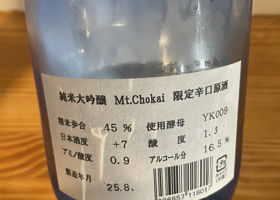 純米大吟醸 Mt.Chokai 限定辛口原酒
精米歩合 45 % 使用酵母 YK009
日本酒度 +7 酸度 1.3
アミノ酸度 0.9 アルコール分 16.5%
製造年月 25.8.